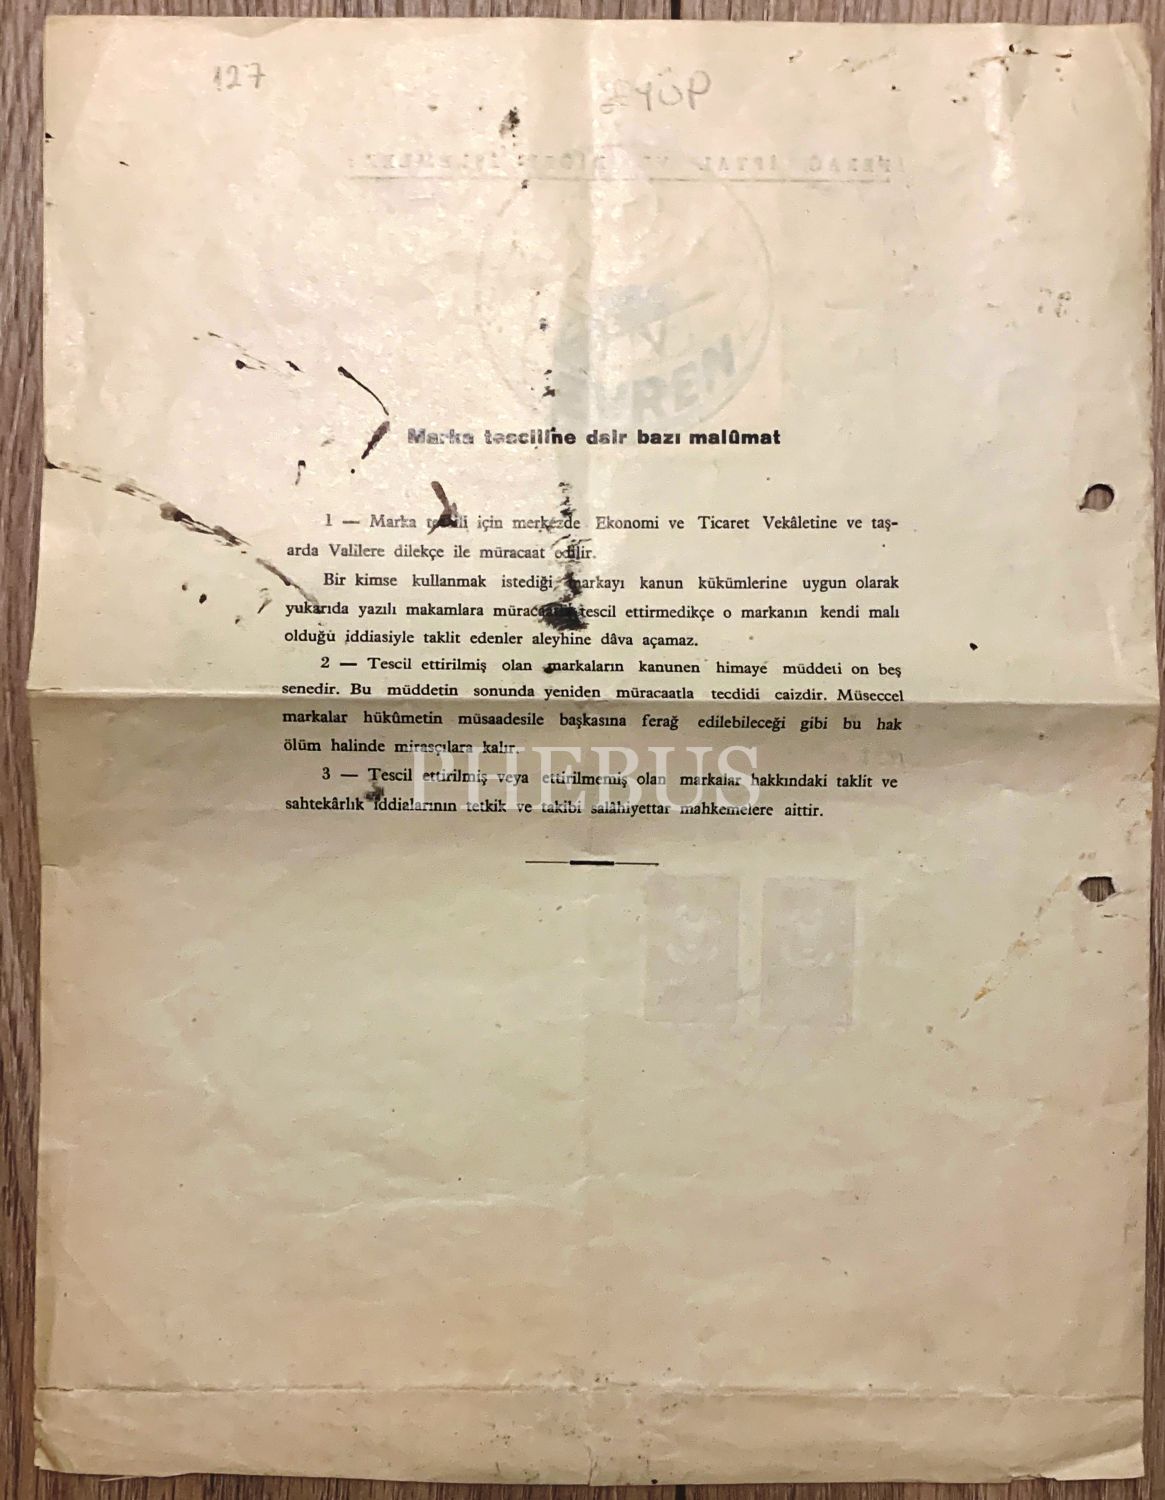 127
EYÜP
VREN
Marka tescililne dair bazı malûmat
1 — Marka tescili için merkezde Ekonomi ve Ticaret Vekâletine ve taş-
arda Valilere dilekçe ile müracaat edilir.
Bir kimse kullanmak istediği markayı kanun kükümlerine uygun olarak
yukarıda yazılı makamlara müracaatla tescil ettirmedikçe o markanın kendi malı
olduğu iddiasiyle taklit edenler aleyhine dâva açamaz.
2 — Tescil ettirilmiş olan markaların kanunen himaye müddeti on beş
senedir. Bu müddetin sonunda yeniden müracaatla tecdidi caizdir. Müseccel
markalar hükûmetin müsaadesile başkasına ferağ edilebileceği gibi bu hak
ölüm halinde mirasçılara kalır.
PHEBUS
3 — Tescil ettirilmiş veya ettirilmemiş olan markalar hakkındaki taklit ve
sahtekârlık iddialarının tetkik ve takibi salâhiyettar mahkemelere aittir.